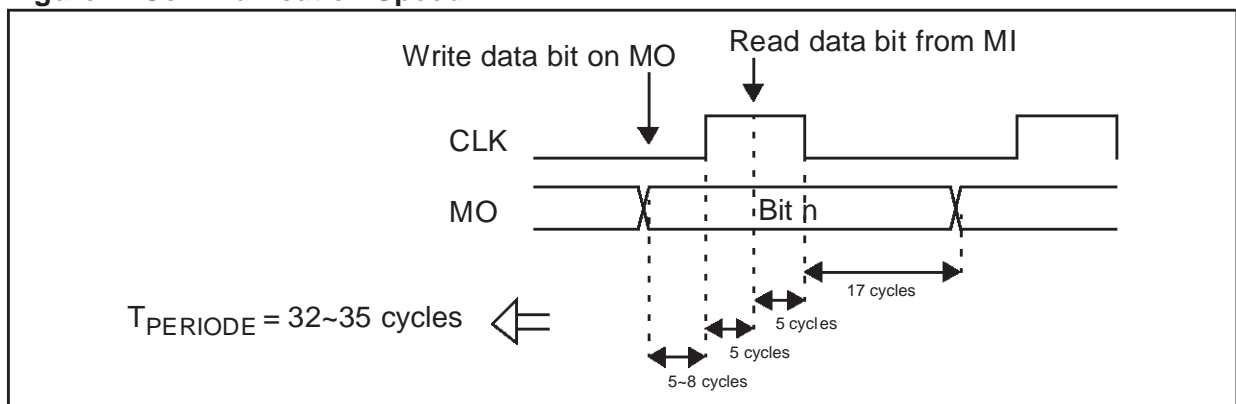 Write data bit on MO
Read data bit from MI
CLK
MO
Bit n
17 cycles
5 cycles
TPERIODE = 32~35 cycles
5 cycles
5~8 cycles